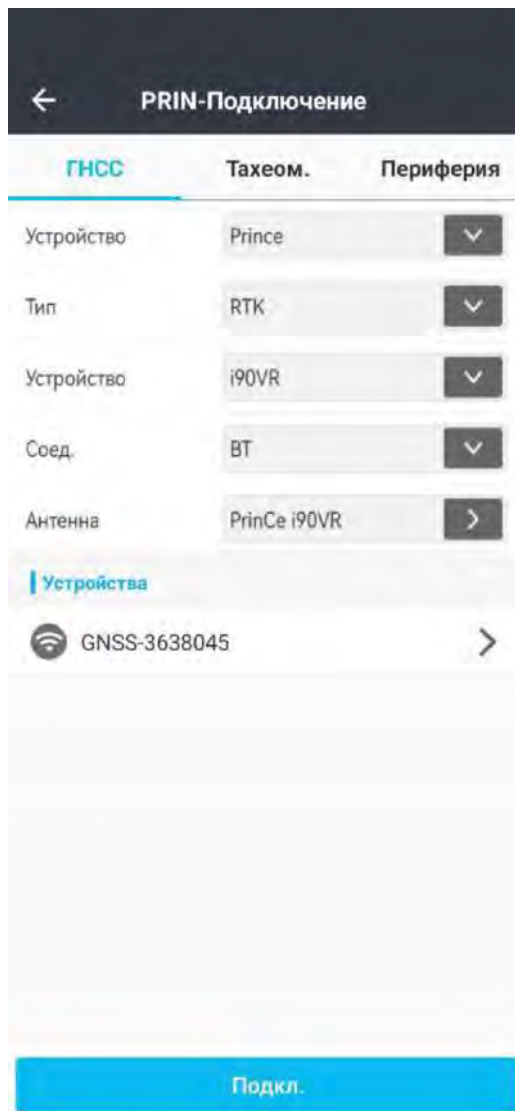 PRIN-Подключение
ГНСС Тахеом. Периферия
Устройство Prince
Тип RTK
Устройство i90VR
Соед. BT
Антенна PrinCe i90VR
Устройства
GNSS-3638045
Подкл.